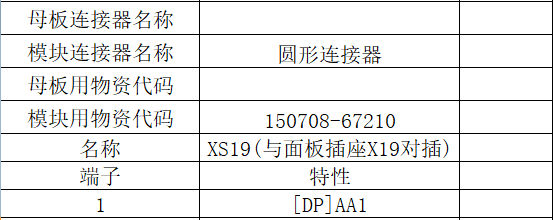 母板连接器名称
模块连接器名称 圆形连接器
母板用物资代码
模块用物资代码 150708-67210
名称 XS19(与面板插座X19对插)
端子 特性
1 [DP]AA1